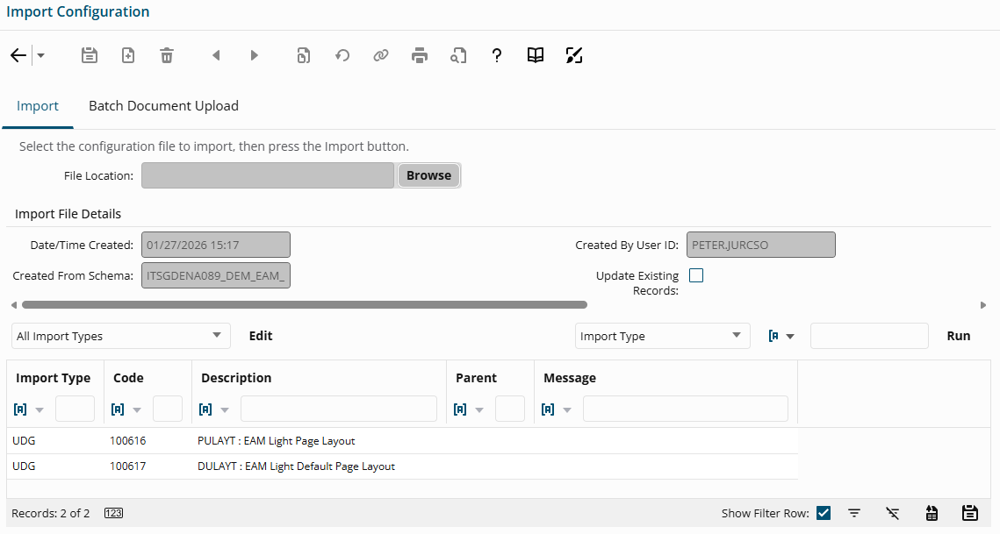 Import Configuration
Import
Batch Document Upload
Select the configuration file to import, then press the Import button.
File Location:
Browse
Import File Details
Date/Time Created: 01/27/2026 15:17
Created By User ID: PETER.JURCSO
Created From Schema: ITSGDENA089_DEM_EAM_
Update Existing
Records:
All Import Types
Edit
Import Type
[A]
Run
Import Type Code Description Parent Message
[A] [A] [A] [A] [A]
UDG 100616 PULAYT : EAM Light Page Layout
UDG 100617 DULAYT : EAM Light Default Page Layout
Records: 2 of 2
123
Show Filter Row: